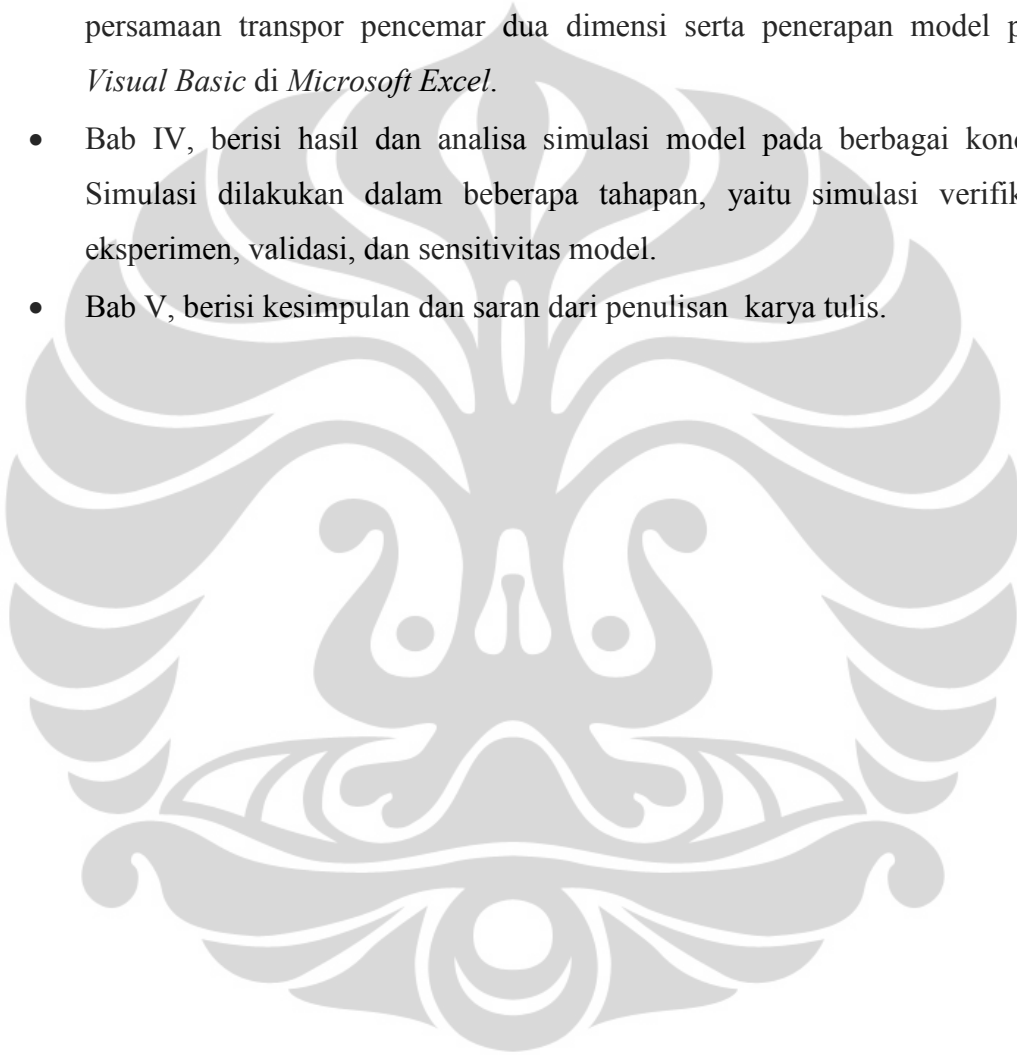 persamaan transpor pencemar dua dimensi serta penerapan model p
Visual Basic di Microsoft Excel.
• Bab IV, berisi hasil dan analisa simulasi model pada berbagai kond
Simulasi dilakukan dalam beberapa tahapan, yaitu simulasi verifik
eksperimen, validasi, dan sensitivitas model.
• Bab V, berisi kesimpulan dan saran dari penulisan karya tulis.